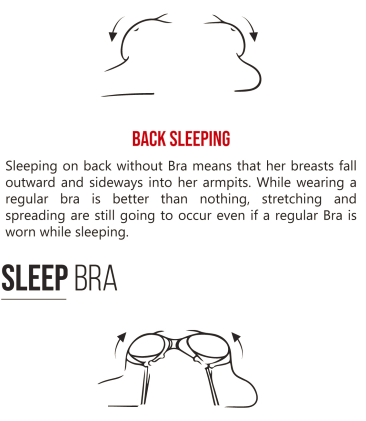 BACK SLEEPING
Sleeping on back without Bra means that her breasts fall
outward and sideways into her armpits. While wearing a
regular bra is better than nothing, stretching and
spreading are still going to occur even if a regular Bra is
worn while sleeping.
SLEEP BRA